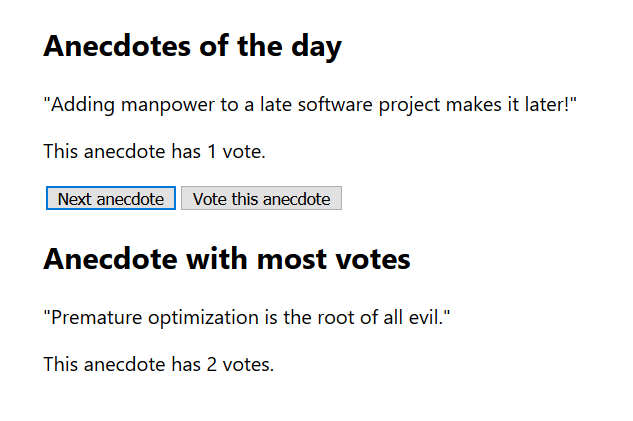 Anecdotes of the day
"Adding manpower to a late software project makes it later!"
This anecdote has 1 vote.
Next anecdote Vote this anecdote
Anecdote with most votes
"Premature optimization is the root of all evil."
This anecdote has 2 votes.